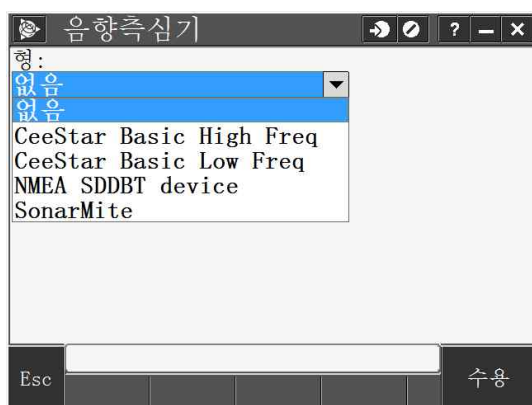 음향측심기
? – ×
형:
없음
없음
CeeStar Basic High Freq
CeeStar Basic Low Freq
NMEA SDDBT device
SonarMite
Esc
수용